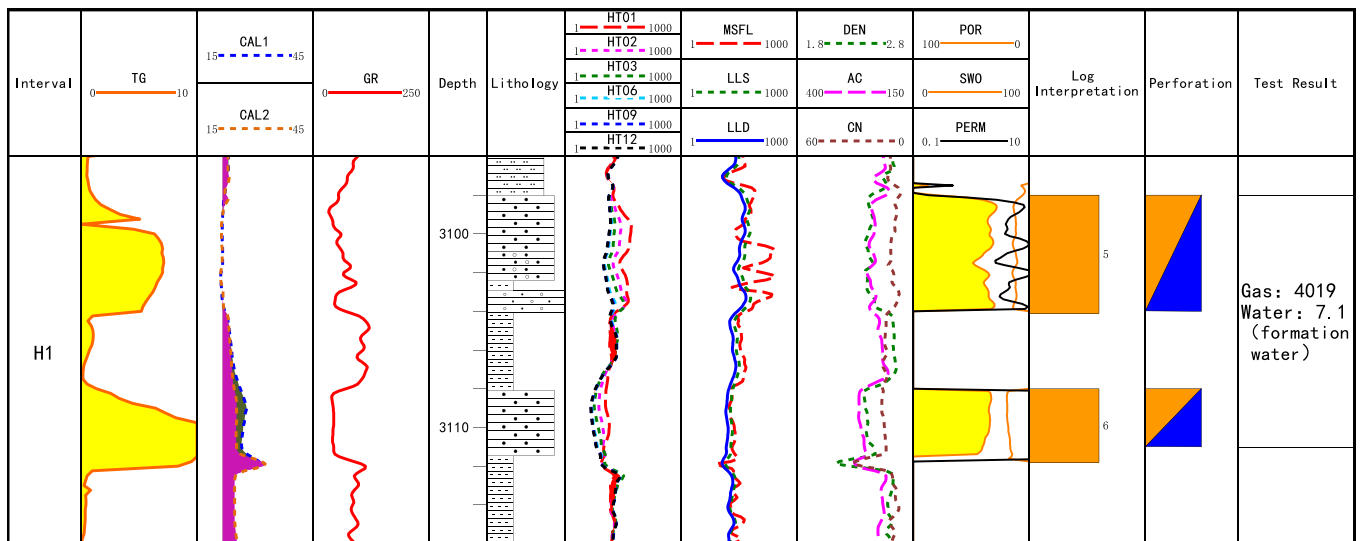 Interval
TG
0 10
CAL1
15 45
CAL2
15 45
GR
0 250
Depth
Lithology
HT01
1 1000
HT02
1 1000
HT03
1 1000
HT06
1 1000
HT09
1 1000
HT12
1 1000
MSFL
1 1000
LLS
1 1000
LLD
1 1000
DEN
1.8 2.8
AC
400 150
CN
60 0
POR
100 0
SWO
0 100
PERM
0.1 10
Log
Interpretation
Perforation
Test Result
H1
3100
3110
5
6
Gas: 4019
Water: 7.1
(formation
water)